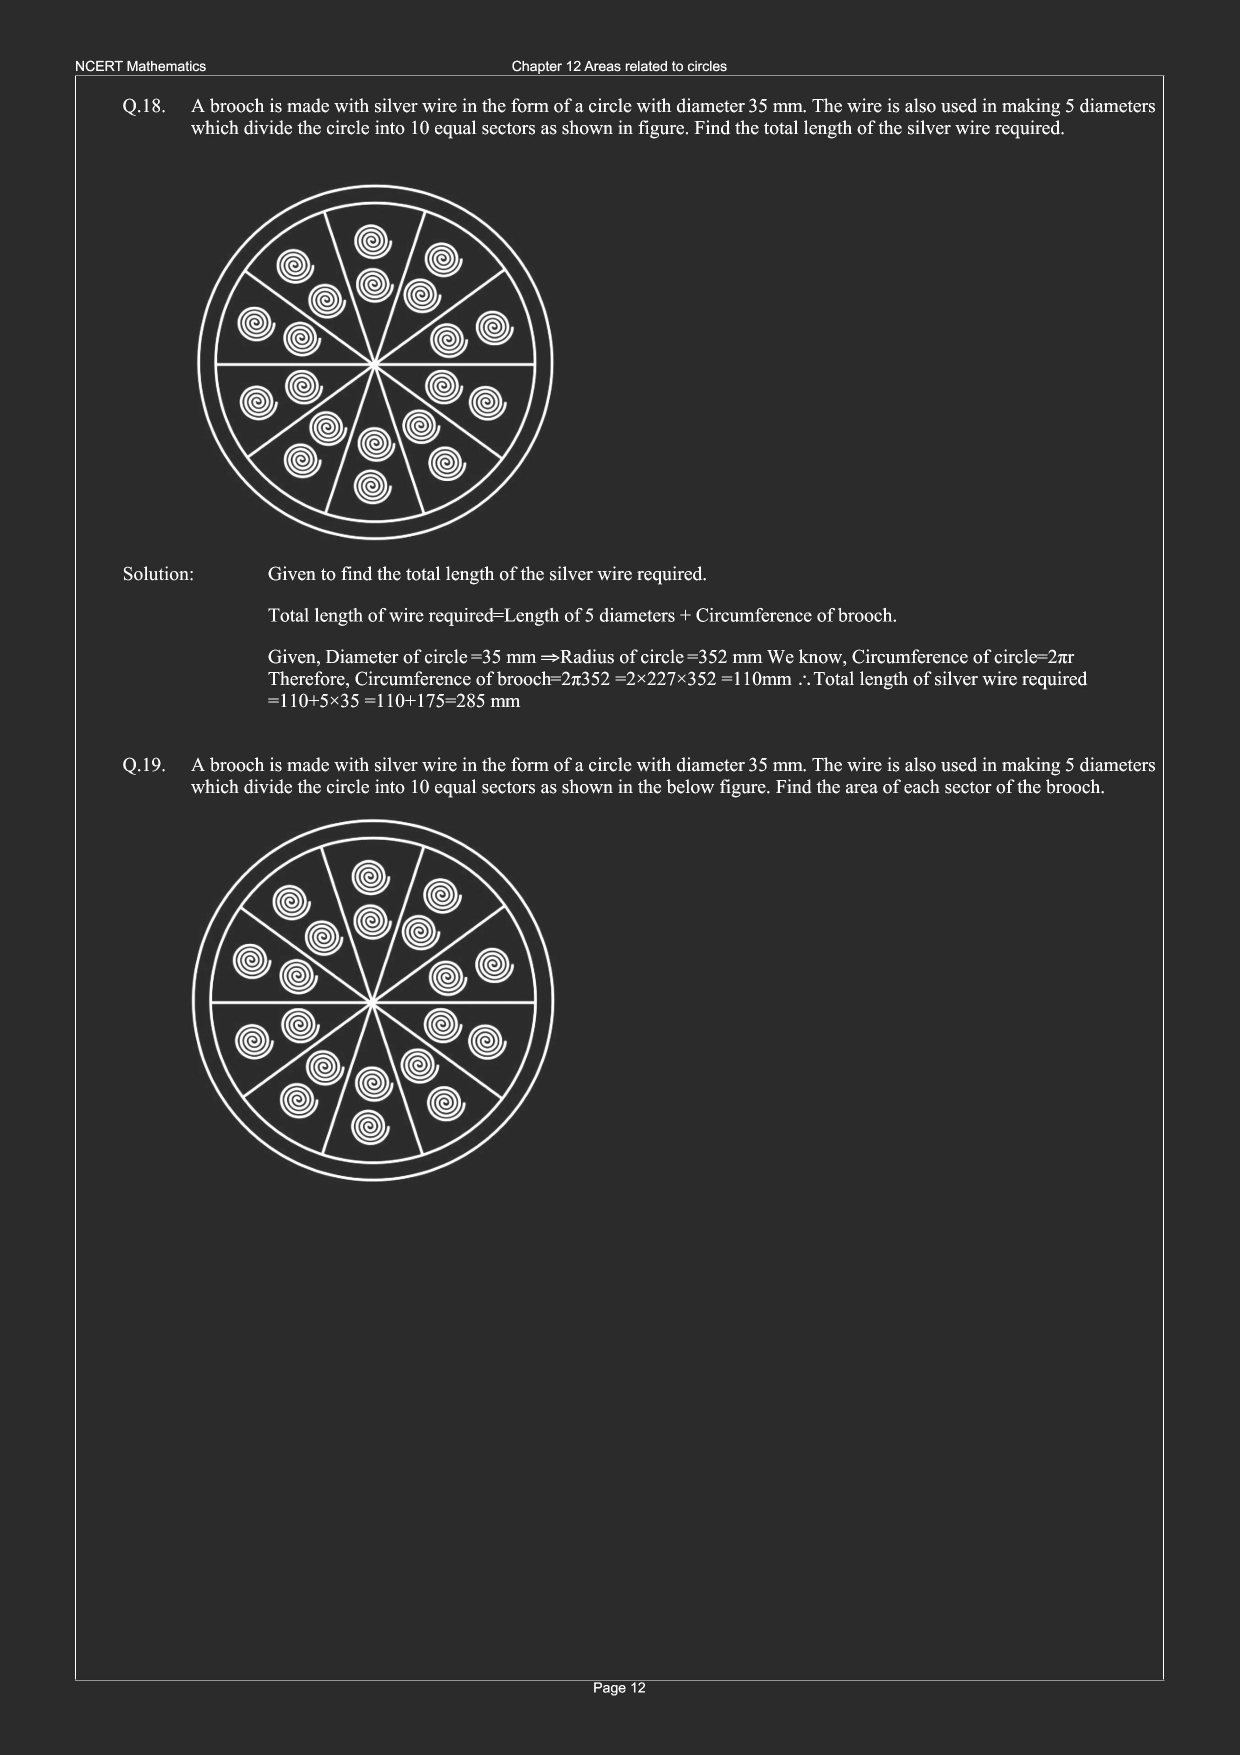 NCERT Mathematics Chapter 12 Areas related to circles
Q.18. A brooch is made with silver wire in the form of a circle with diameter 35 mm. The wire is also used in making 5 diameters
which divide the circle into 10 equal sectors as shown in figure. Find the total length of the silver wire required.
Solution: Given to find the total length of the silver wire required.
Total length of wire required=Length of 5 diameters + Circumference of brooch.
Given, Diameter of circle =35 mm ⇒Radius of circle =352 mm We know, Circumference of circle=2πr
Therefore, Circumference of brooch=2π352 =2×227×352 =110mm ∴Total length of silver wire required
=110+5×35 =110+175=285 mm
Q.19. A brooch is made with silver wire in the form of a circle with diameter 35 mm. The wire is also used in making 5 diameters
which divide the circle into 10 equal sectors as shown in the below figure. Find the area of each sector of the brooch.
Page 12